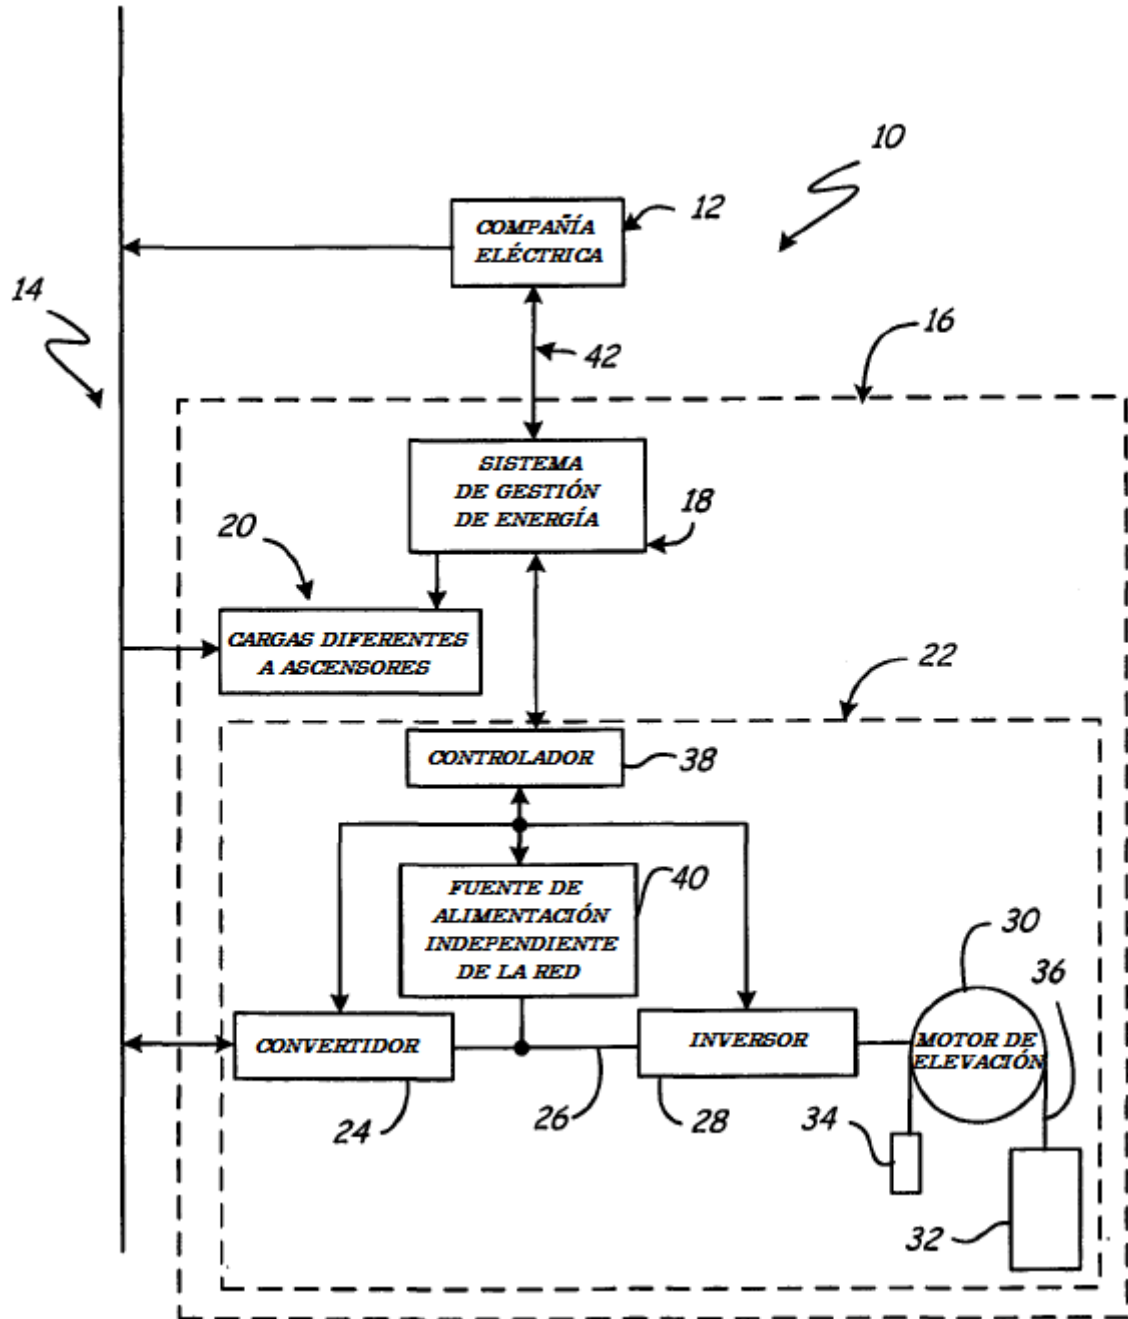 10
COMPAÑÍA
ELÉCTRICA
12
14
16
42
SISTEMA
DE GESTIÓN
DE ENERGÍA
18
20
CARGAS DIFERENTES
A ASCENSORES
22
CONTROLADOR
38
FUENTE DE
ALIMENTACIÓN
INDEPENDIENTE
DE LA RED
40
30
36
CONVERTIDOR
INVERSOR
MOTOR DE
ELEVACIÓN
24
26
28
34
32